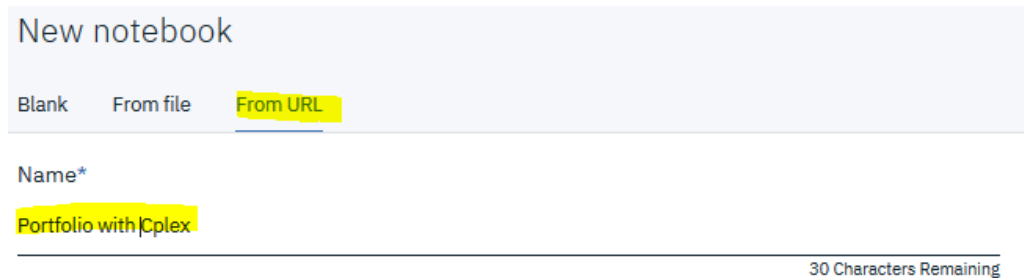 New notebook
Blank From file From URL
Name*
Portfolio with Cplex
30 Characters Remaining